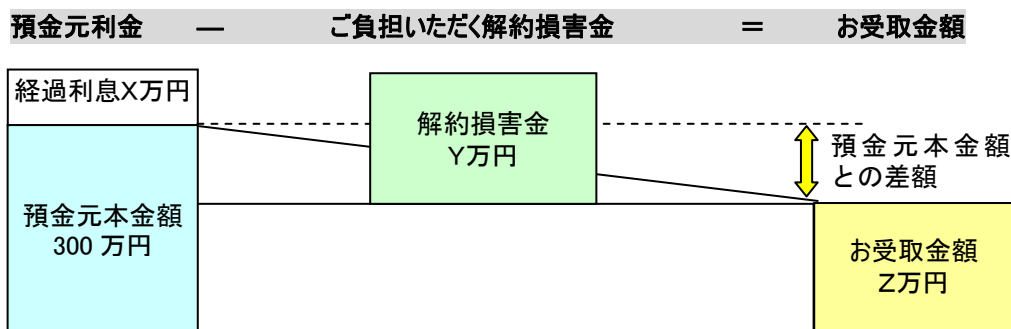 預金元利金 ― ご負担いただく解約損害金 ＝ お受取金額
経過利息X万円
解約損害金
Y万円
預金元本金額
との差額
預金元本金額
300 万円
お受取金額
Z万円